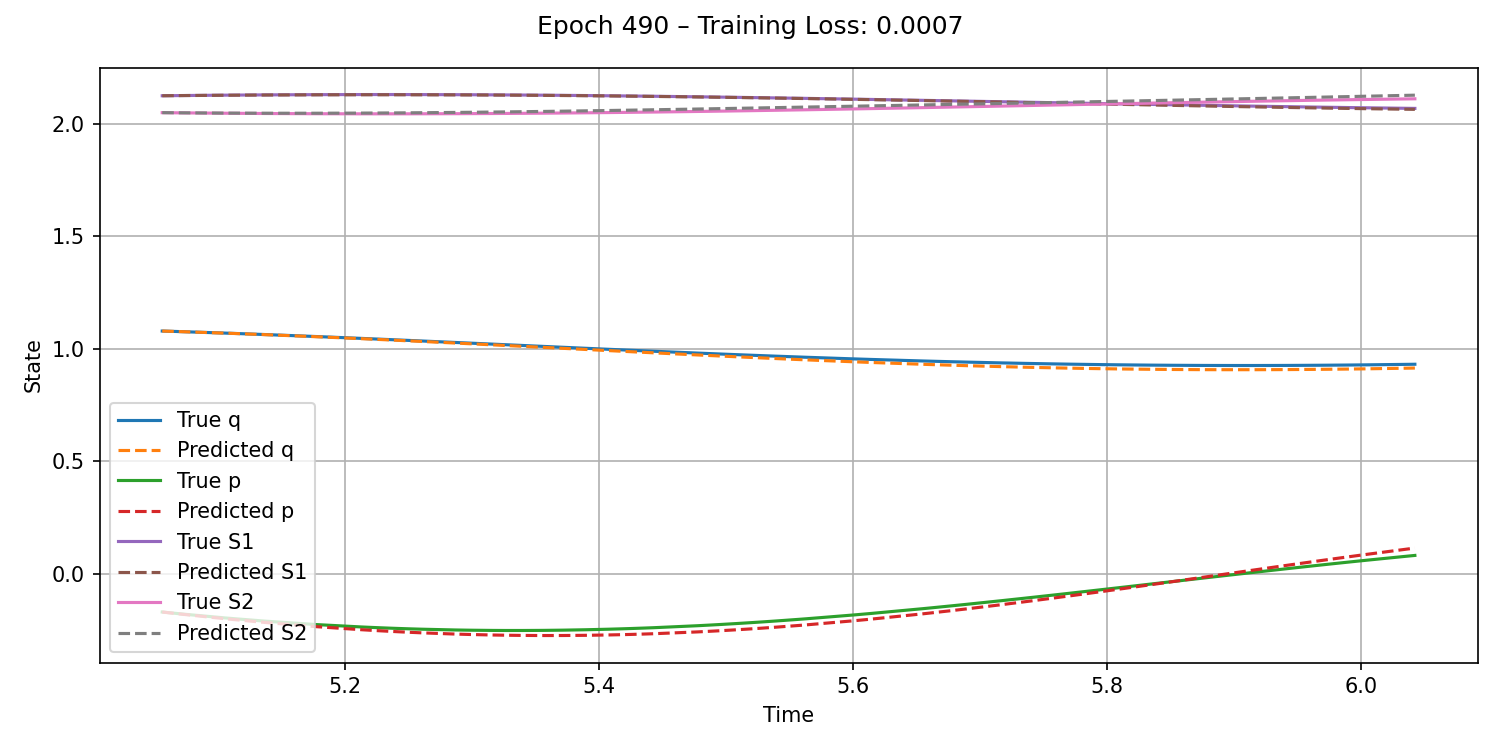 Epoch 490 – Training Loss: 0.0007
State
2.0
1.5
1.0
0.5
0.0
True q
Predicted q
True p
Predicted p
True S1
Predicted S1
True S2
Predicted S2
5.2
5.4
5.6
5.8
6.0
Time